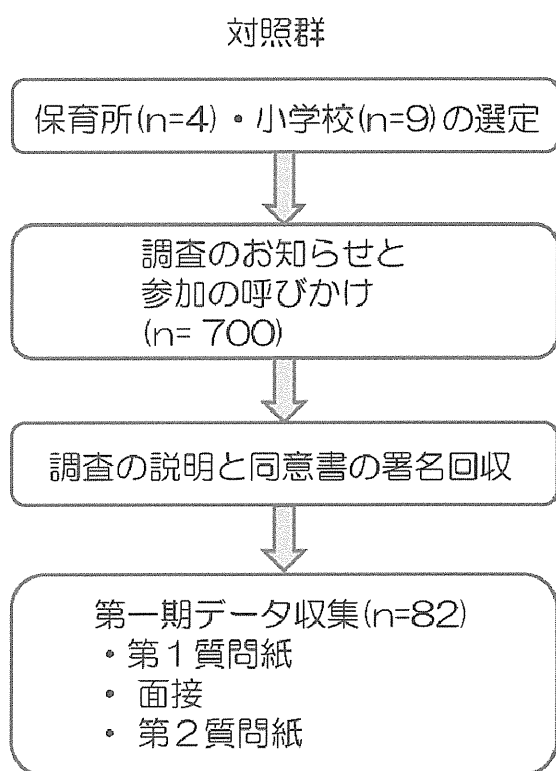 対照群
保育所(n=4)・小学校(n=9)の選定
調査のお知らせと
参加の呼びかけ
(n= 700)
調査の説明と同意書の署名回収
第一期データ収集(n=82)
・第1質問紙
・面接
・第2質問紙